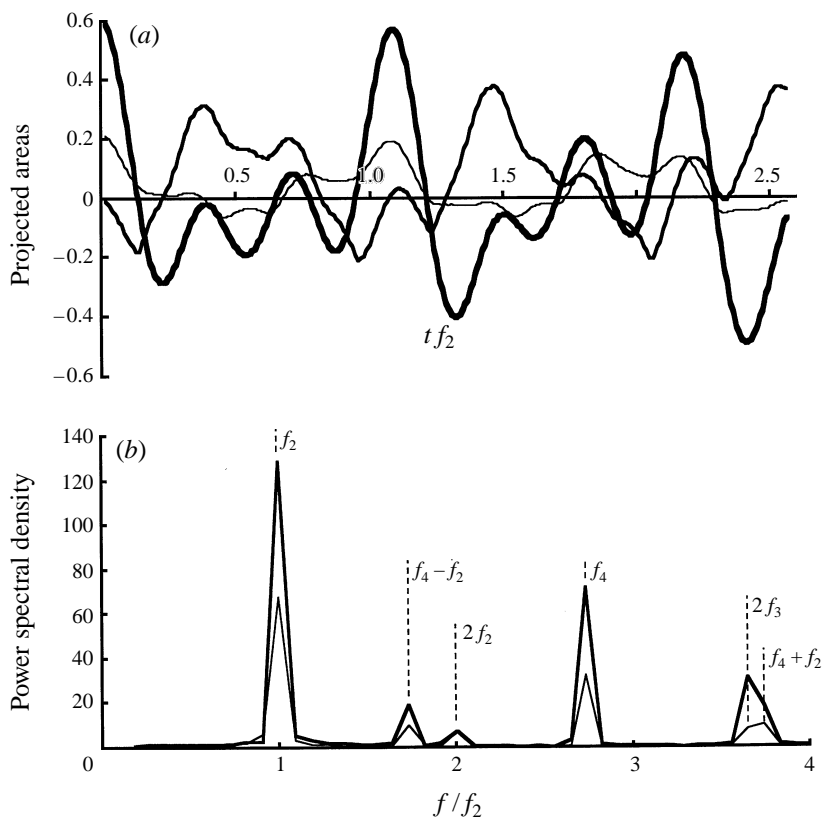 (a)
0.6
0.4
0.2
0
−0.2
−0.4
−0.6
Projected areas
0.5
1.0
1.5
2.5
t f₂
(b)
140
120
100
80
60
40
20
0
Power spectral density
f₂
f₄ − f₂
2 f₂
f₄
2 f₃
f₄ + f₂
1
2
3
4
f / f₂